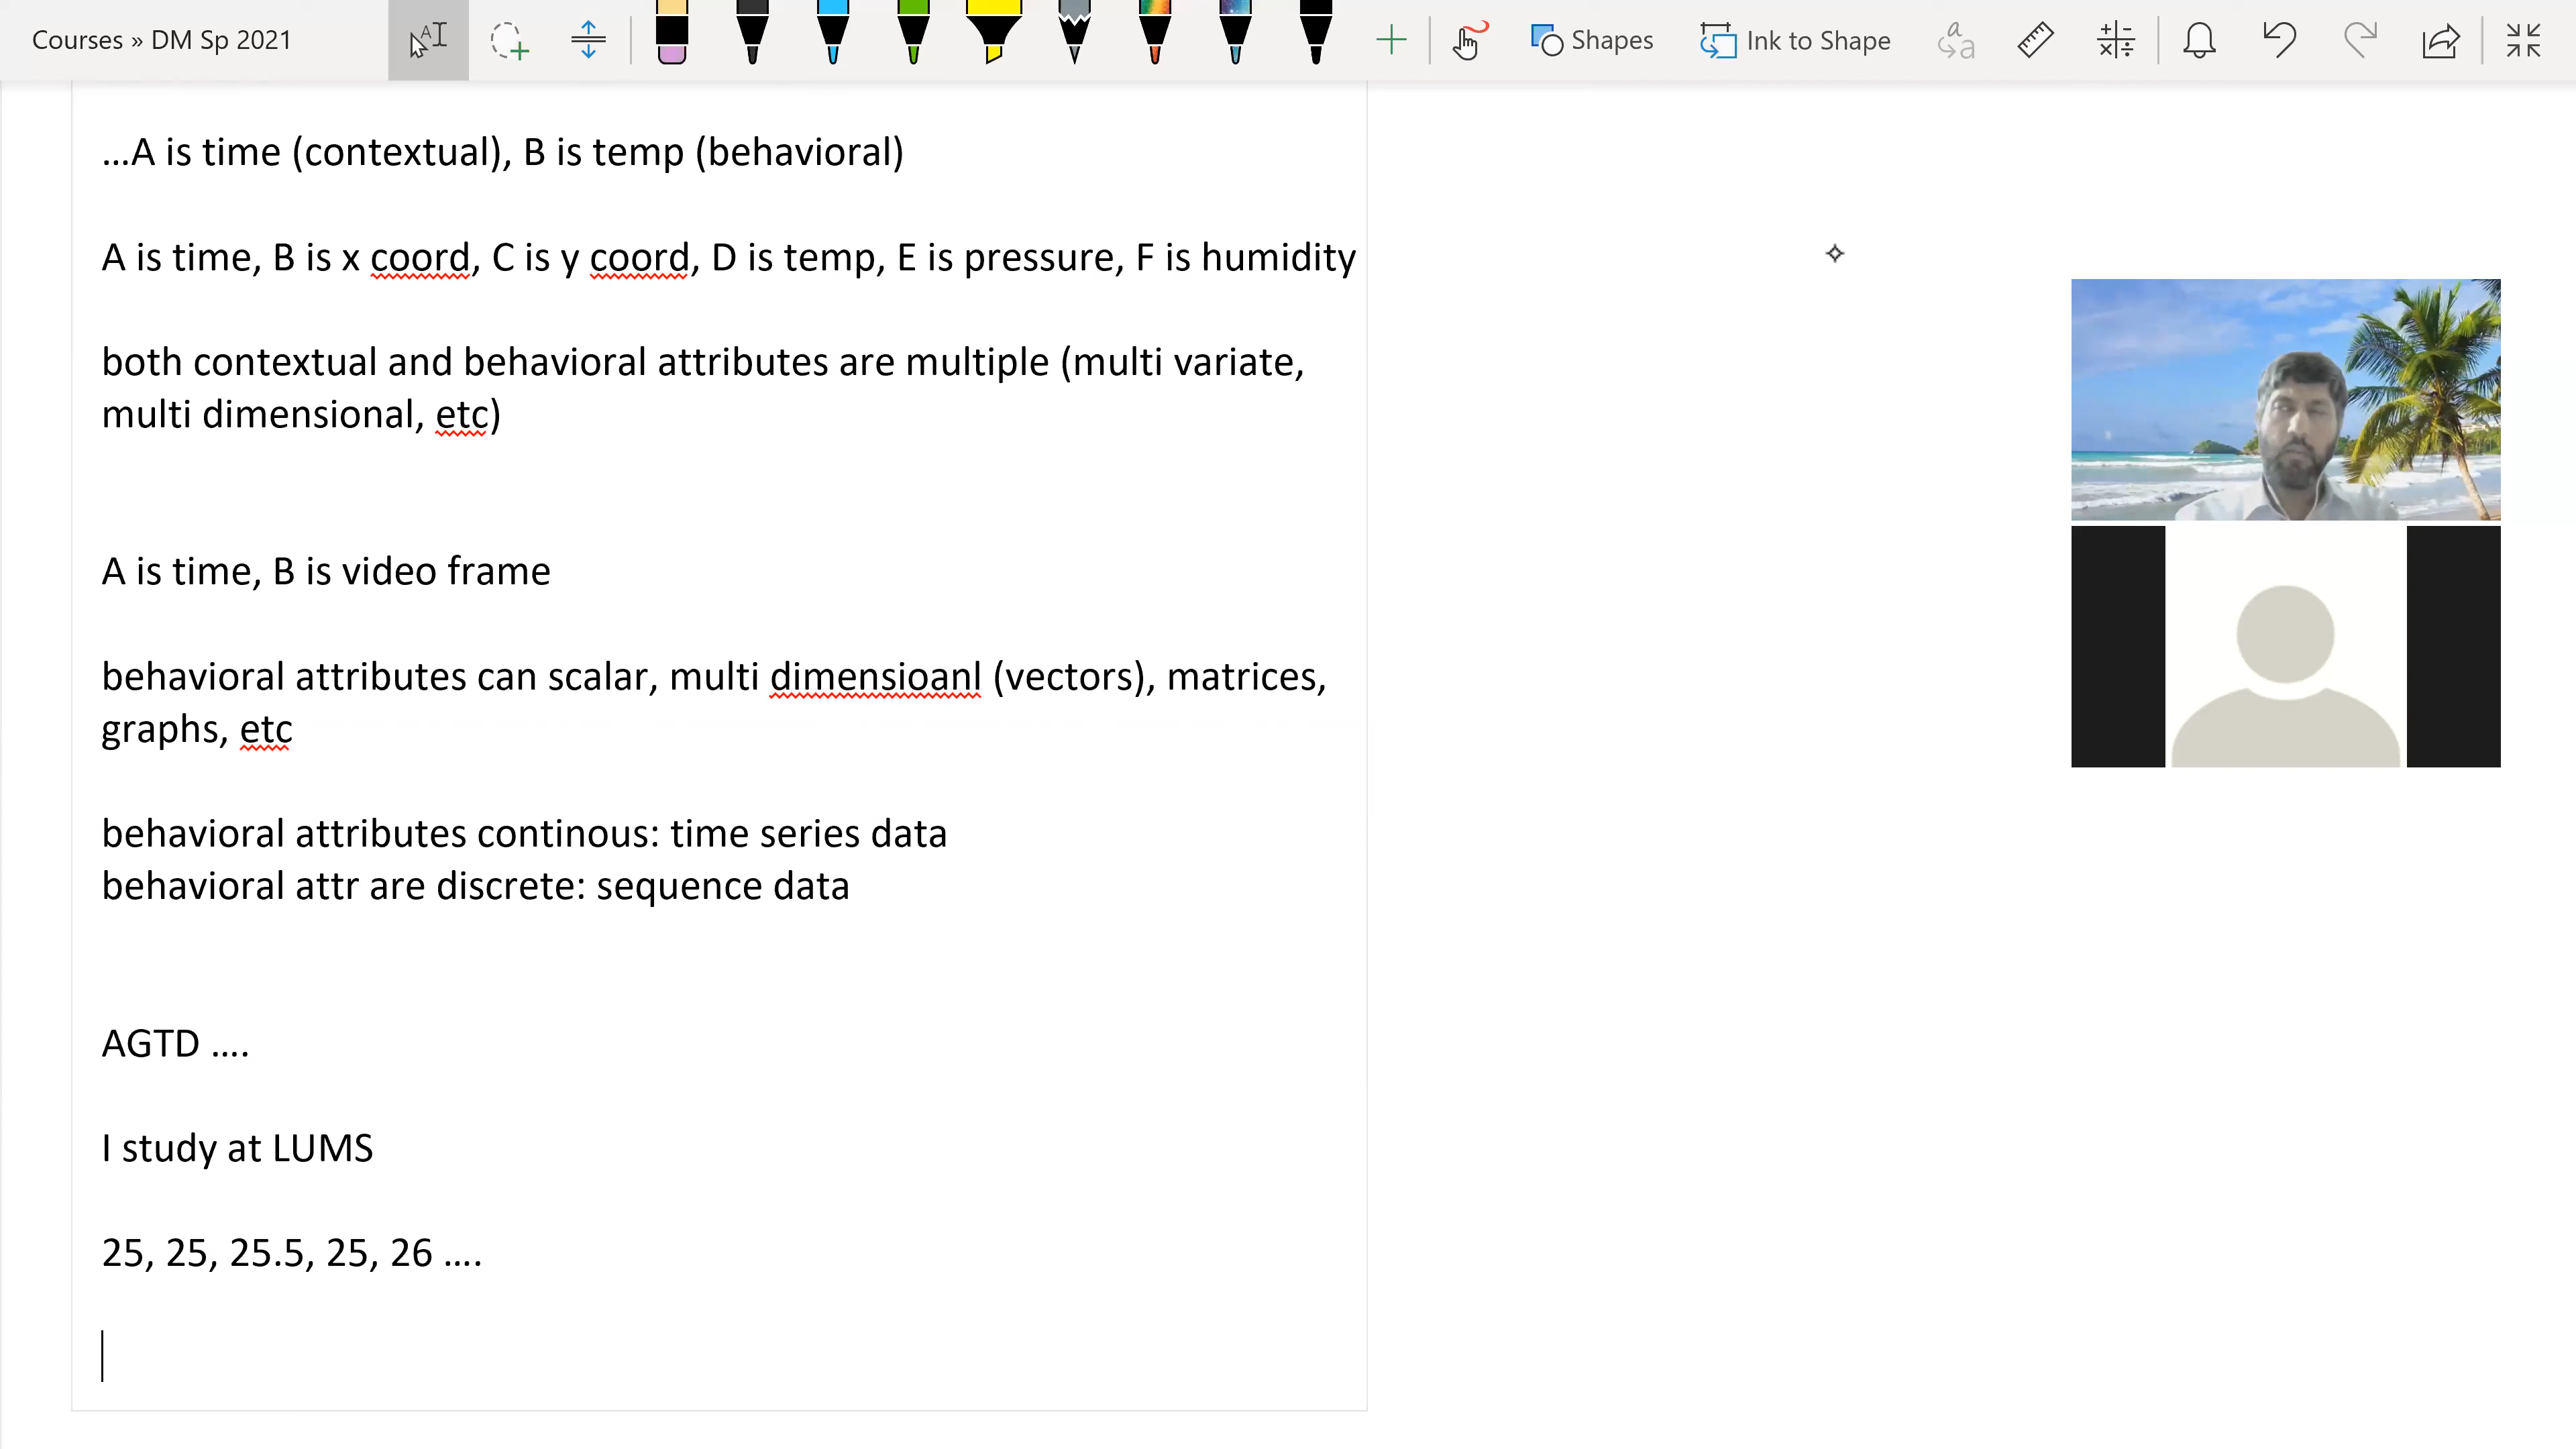 Courses » DM Sp 2021
Shapes
Ink to Shape
...A is time (contextual), B is temp (behavioral)
A is time, B is x coord, C is y coord, D is temp, E is pressure, F is humidity
both contextual and behavioral attributes are multiple (multi variate,
multi dimensional, etc)
A is time, B is video frame
behavioral attributes can scalar, multi dimensioanl (vectors), matrices,
graphs, etc
behavioral attributes continous: time series data
behavioral attr are discrete: sequence data
AGTD ....
I study at LUMS
25, 25, 25.5, 25, 26 ....